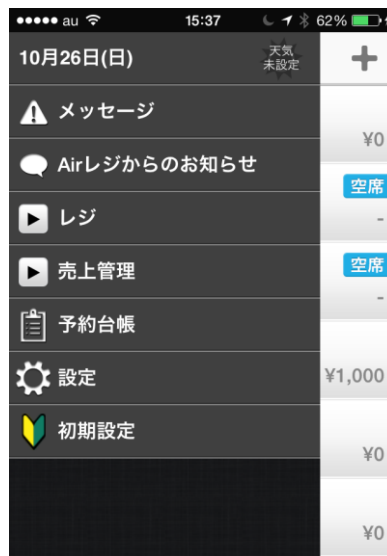 au 15:37 62%
10月26日(日)
天気
未設定
+
メッセージ
¥0
Airレジからのお知らせ
空席
-
レジ
売上管理
空席
-
予約台帳
設定
¥1,000
初期設定
¥0
¥0